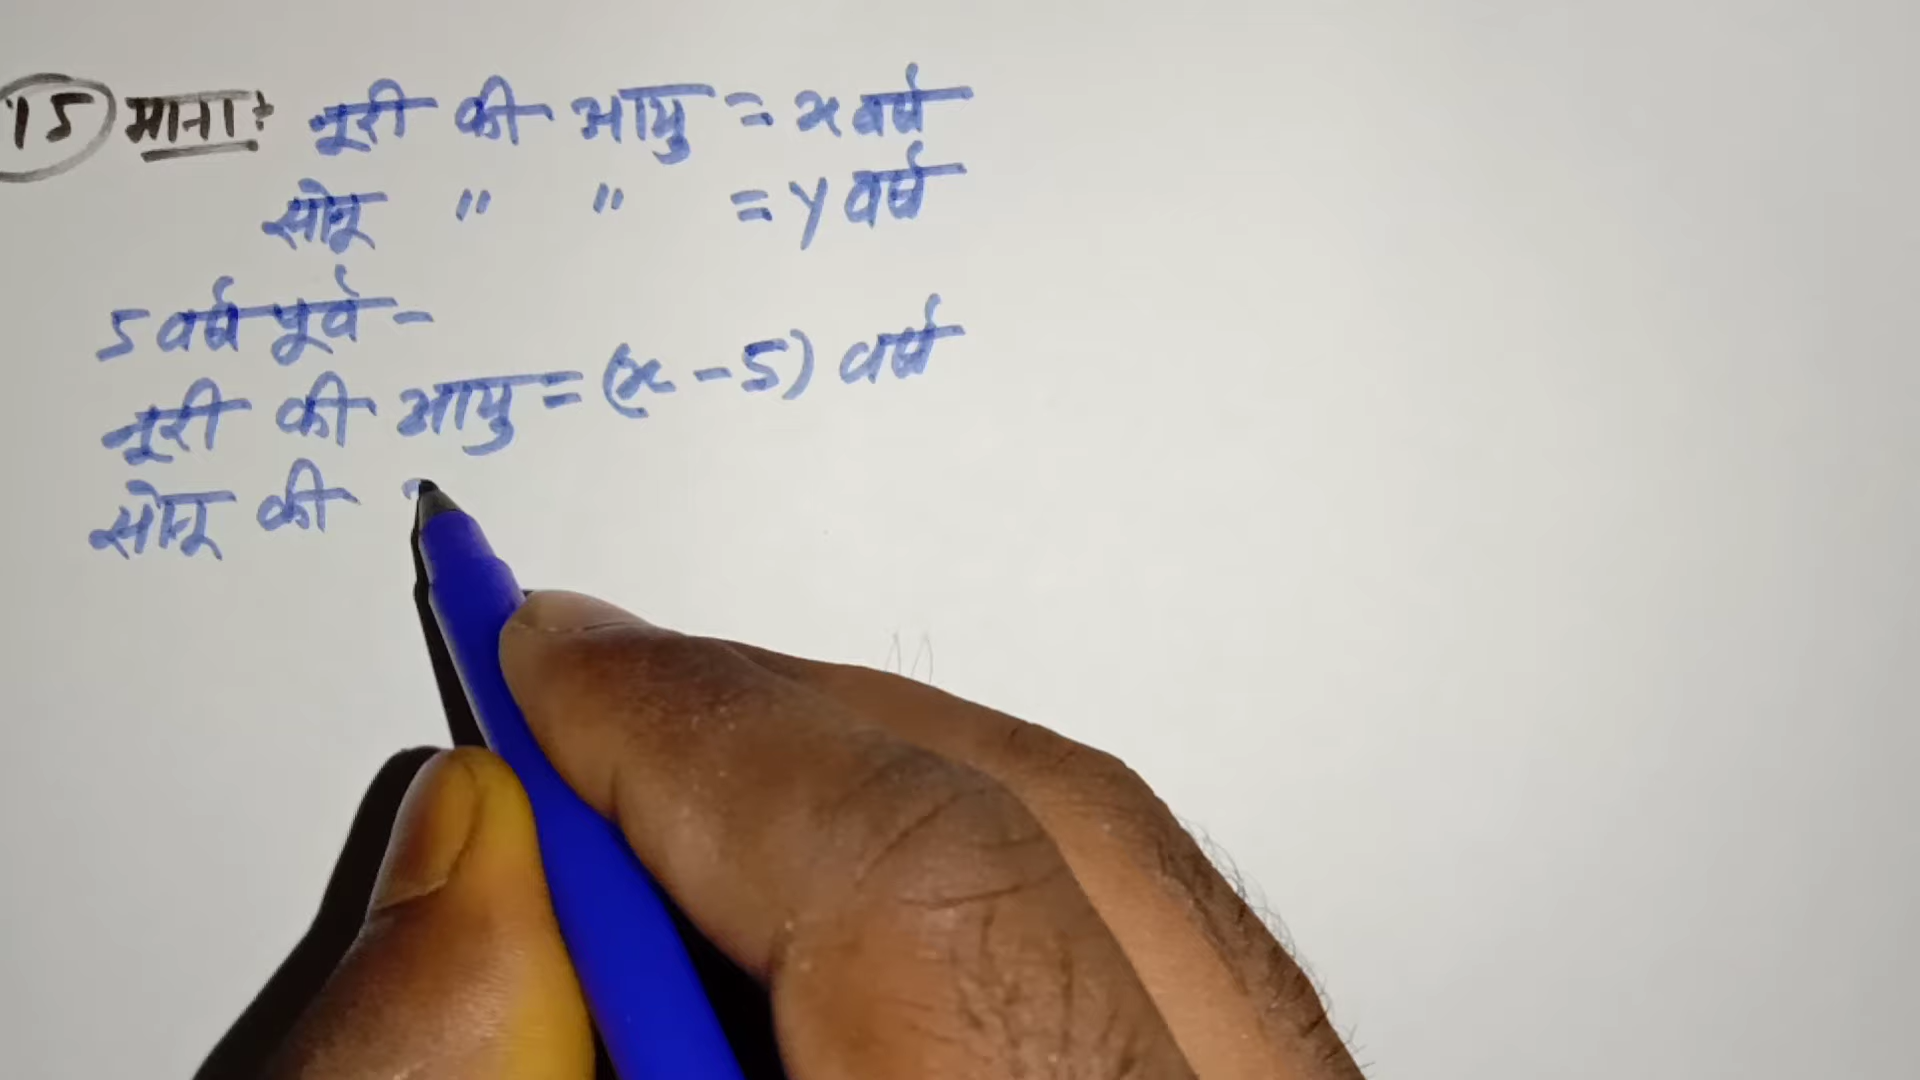 15 माना: नूरी की आयु = x वर्ष
सोनू " " = y वर्ष
5 वर्ष पूर्व -
नूरी की आयु = (x - 5) वर्ष
सोनू की